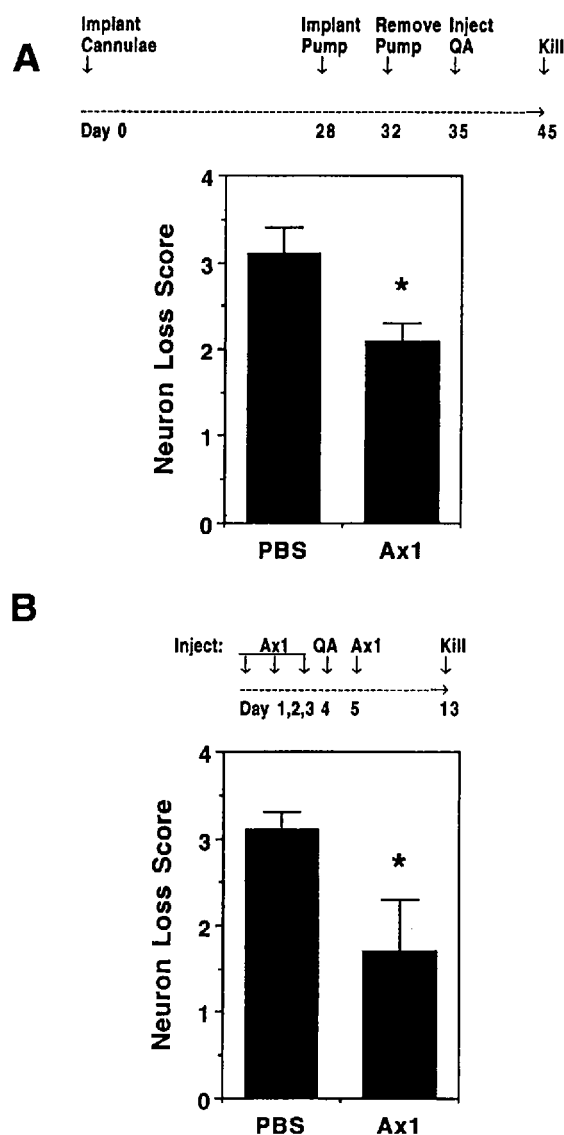 A
Implant Cannulae
Implant Pump
Remove Pump
Inject QA
Kill
Day 0 28 32 35 45
Neuron Loss Score
4
3
2
1
0
*
PBS Ax1
B
Inject: Ax1 QA Ax1 Kill
Day 1,2,3 4 5 13
Neuron Loss Score
4
3
2
1
0
*
PBS Ax1